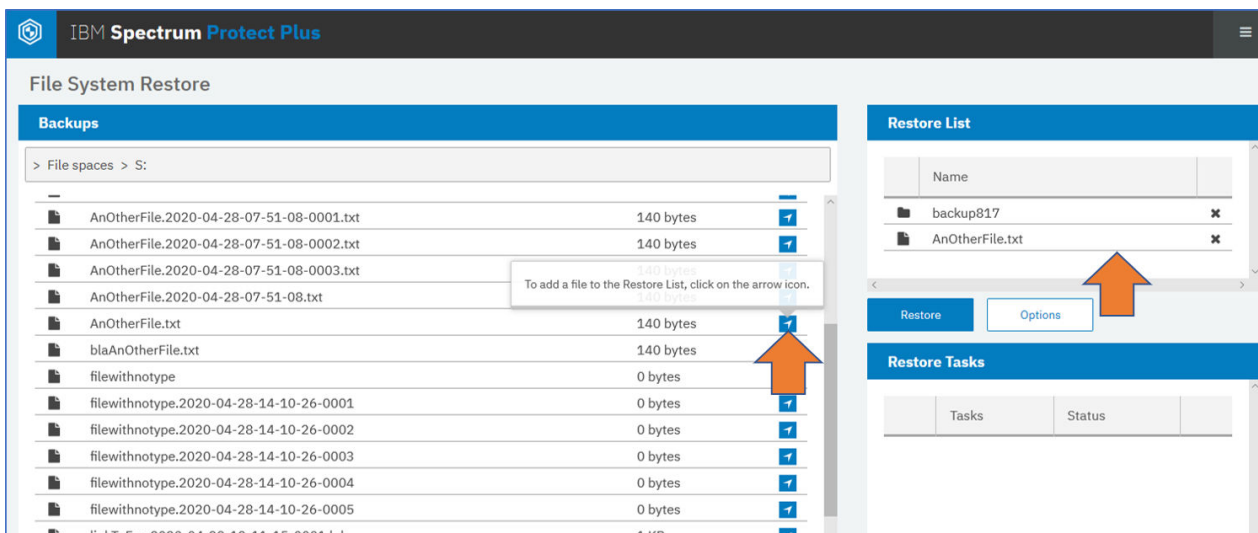 IBM Spectrum Protect Plus
File System Restore
Backups
> File spaces > S:
AnOtherFile.2020-04-28-07-51-08-0001.txt 140 bytes
AnOtherFile.2020-04-28-07-51-08-0002.txt 140 bytes
AnOtherFile.2020-04-28-07-51-08-0003.txt 140 bytes
To add a file to the Restore List, click on the arrow icon.
AnOtherFile.2020-04-28-07-51-08.txt 140 bytes
AnOtherFile.txt 140 bytes
blaAnOtherFile.txt 140 bytes
filewithnotype 0 bytes
filewithnotype.2020-04-28-14-10-26-0001 0 bytes
filewithnotype.2020-04-28-14-10-26-0002 0 bytes
filewithnotype.2020-04-28-14-10-26-0003 0 bytes
filewithnotype.2020-04-28-14-10-26-0004 0 bytes
filewithnotype.2020-04-28-14-10-26-0005 0 bytes
Restore List
Name
backup817
AnOtherFile.txt
Restore Options
Restore Tasks
Tasks Status